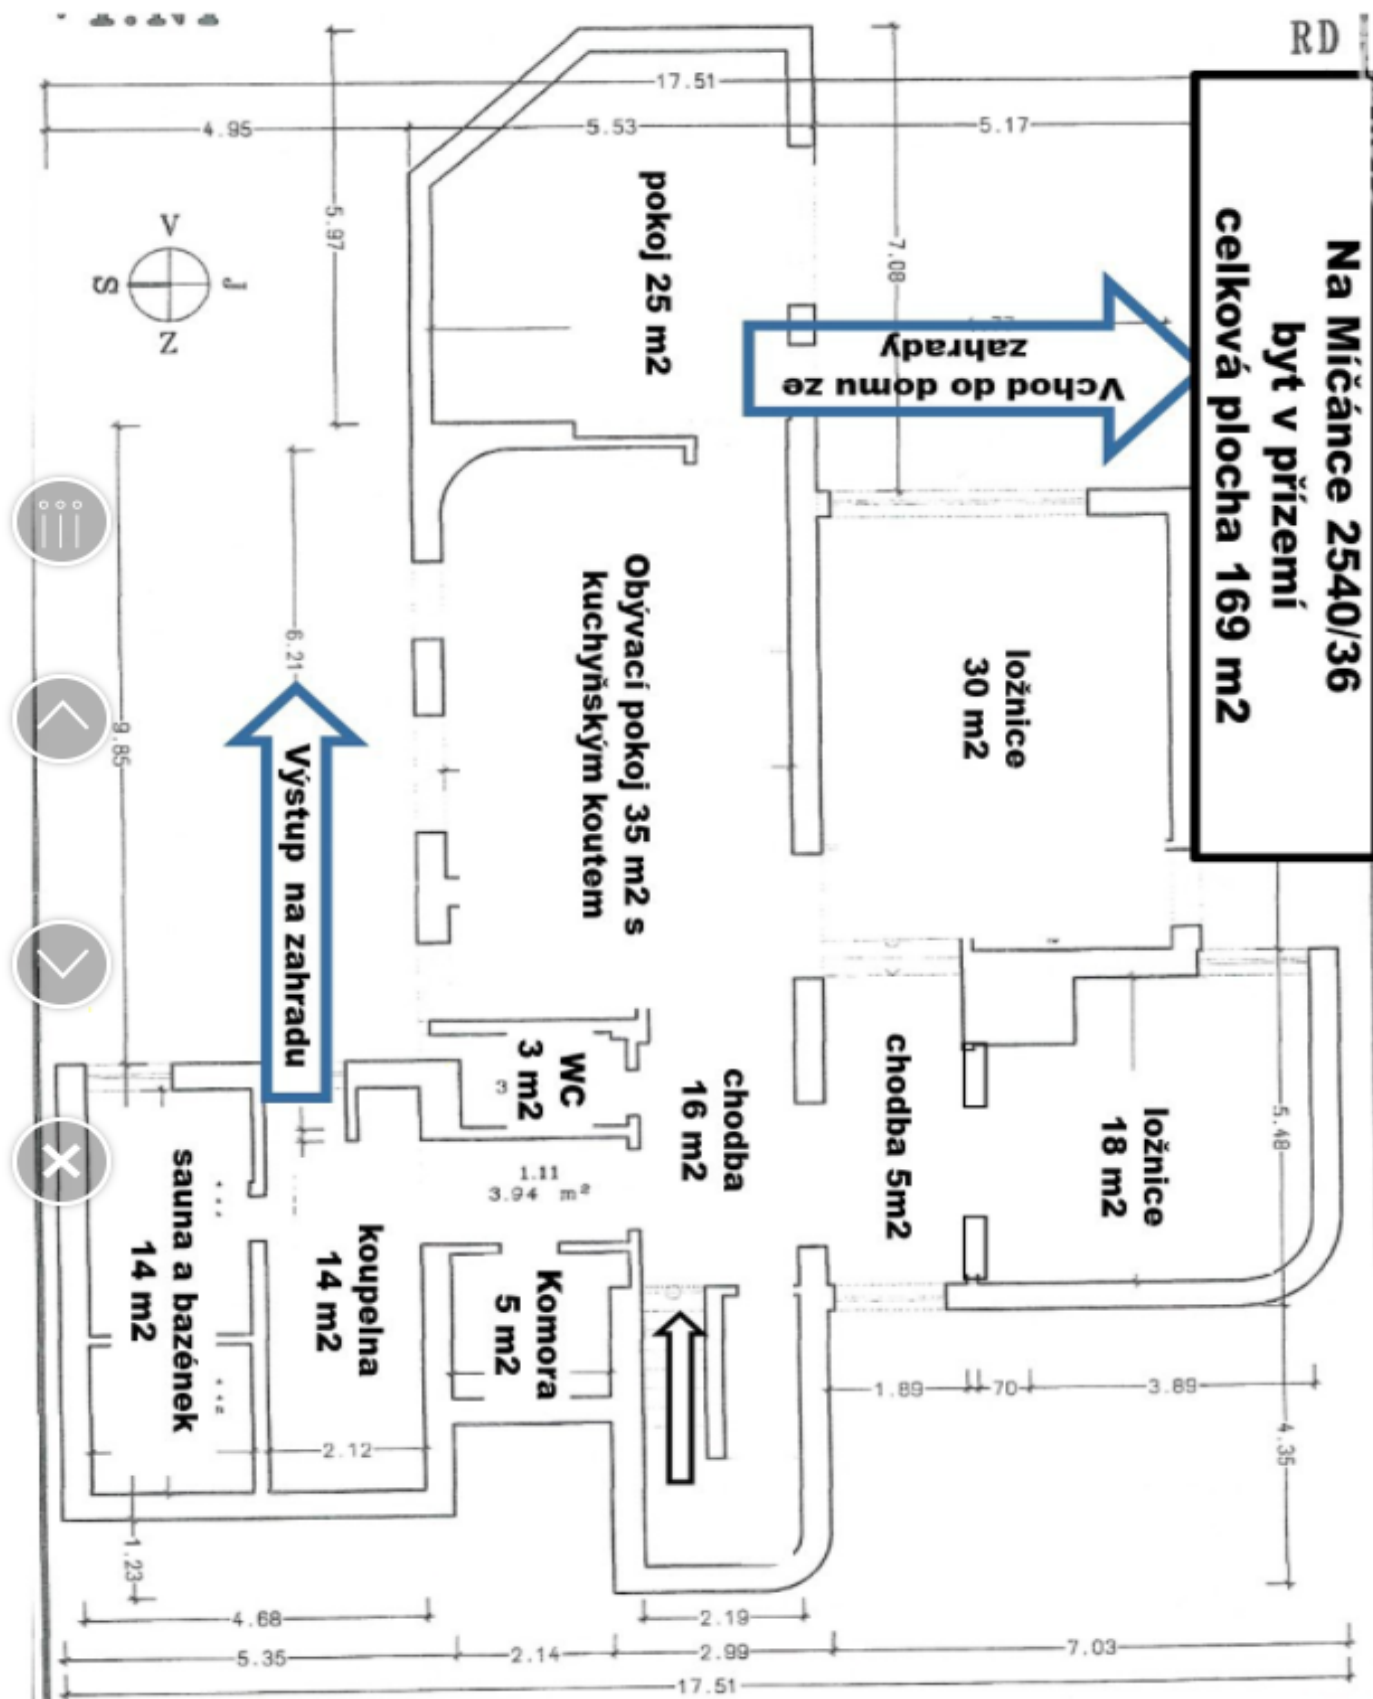 RD
Na Míčánce 2540/36
byt v přízemí
celková plocha 169 m2
17.51
4.95
5.53
5.17
5.97
7.08
V
S
J
Z
pokoj 25 m2
Vchod do domu ze
zahrady
9.85
6.21
Výstup na zahradu
Obývací pokoj 35 m2 s
kuchyňským koutem
ložnice
30 m2
WC
3 m2
3
chodba
16 m2
chodba 5m2
ložnice
18 m2
5.48
1.11
3.94 m²
sauna a bazének
14 m2
koupelna
14 m2
Komora
5 m2
2.12
1.89
70
3.89
4.35
1.23
4.68
2.19
5.35
2.14
2.99
7.03
17.51